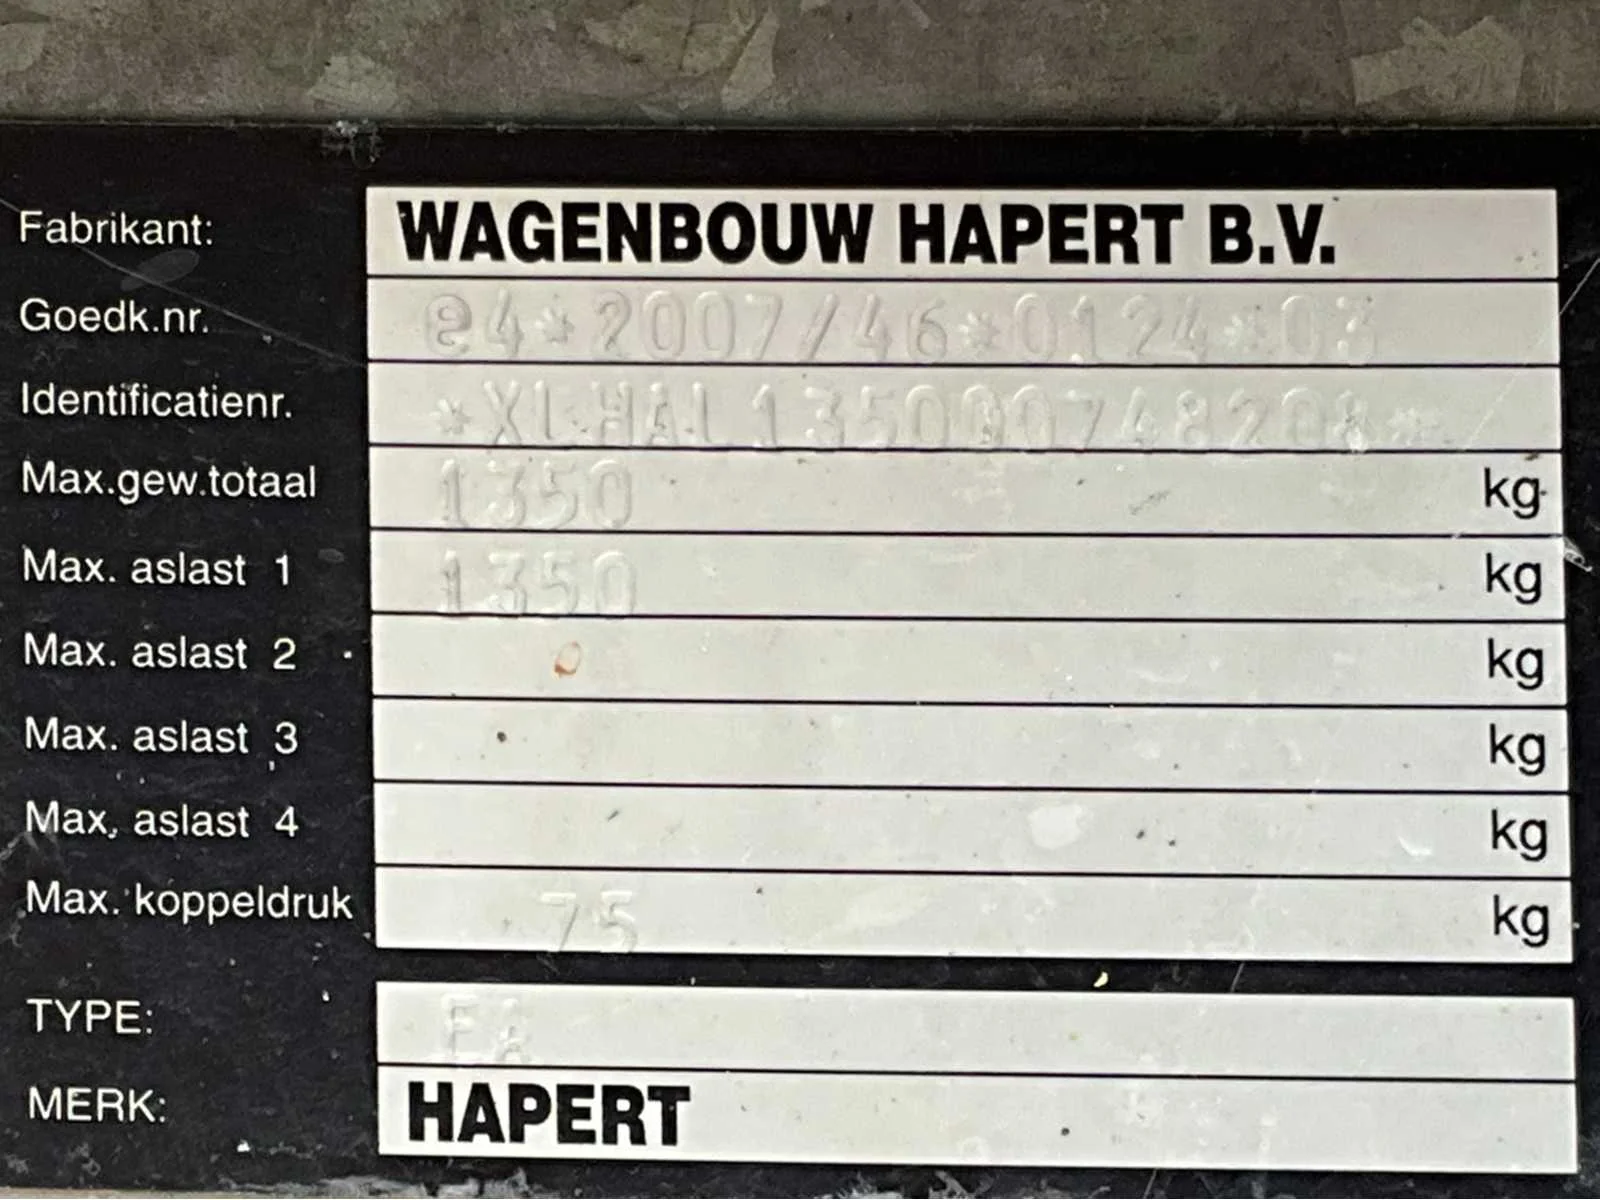 Fabrikant: WAGENBOUW HAPERT B.V.
Goedk.nr. e4*2007/46*0124*03
Identificatienr.
Max.gew.totaal 1350 kg
Max. aslast 1 1350 kg
Max. aslast 2 kg
Max. aslast 3 kg
Max. aslast 4 kg
Max. koppeldruk 75 kg
TYPE:
MERK: HAPERT